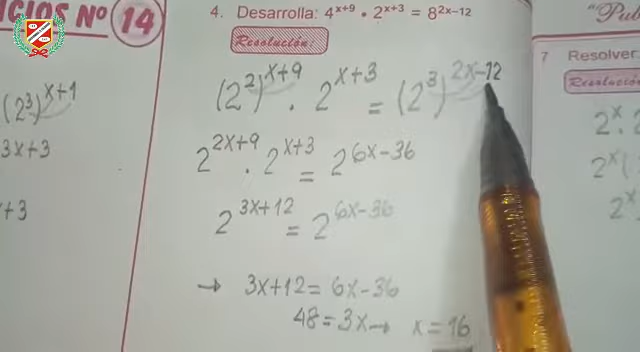 CIOS Nº 14
4. Desarrolla: 4^(x+9) • 2^(x+3) = 8^(2x–12)
Resolución:
(2²)^(x+9) . 2^(x+3) = (2³)^(2x–12)
2^(2x+9) . 2^(x+3) = 2^(6x-36)
2^(3x+12) = 2^(6x-36)
→ 3x+12 = 6x-36
48 = 3x → x = 16
(2³)^(x+1)
3x+3
+3
"Pul
7 Resolver:
Resolución
2^x . 2
2^x (
2^x